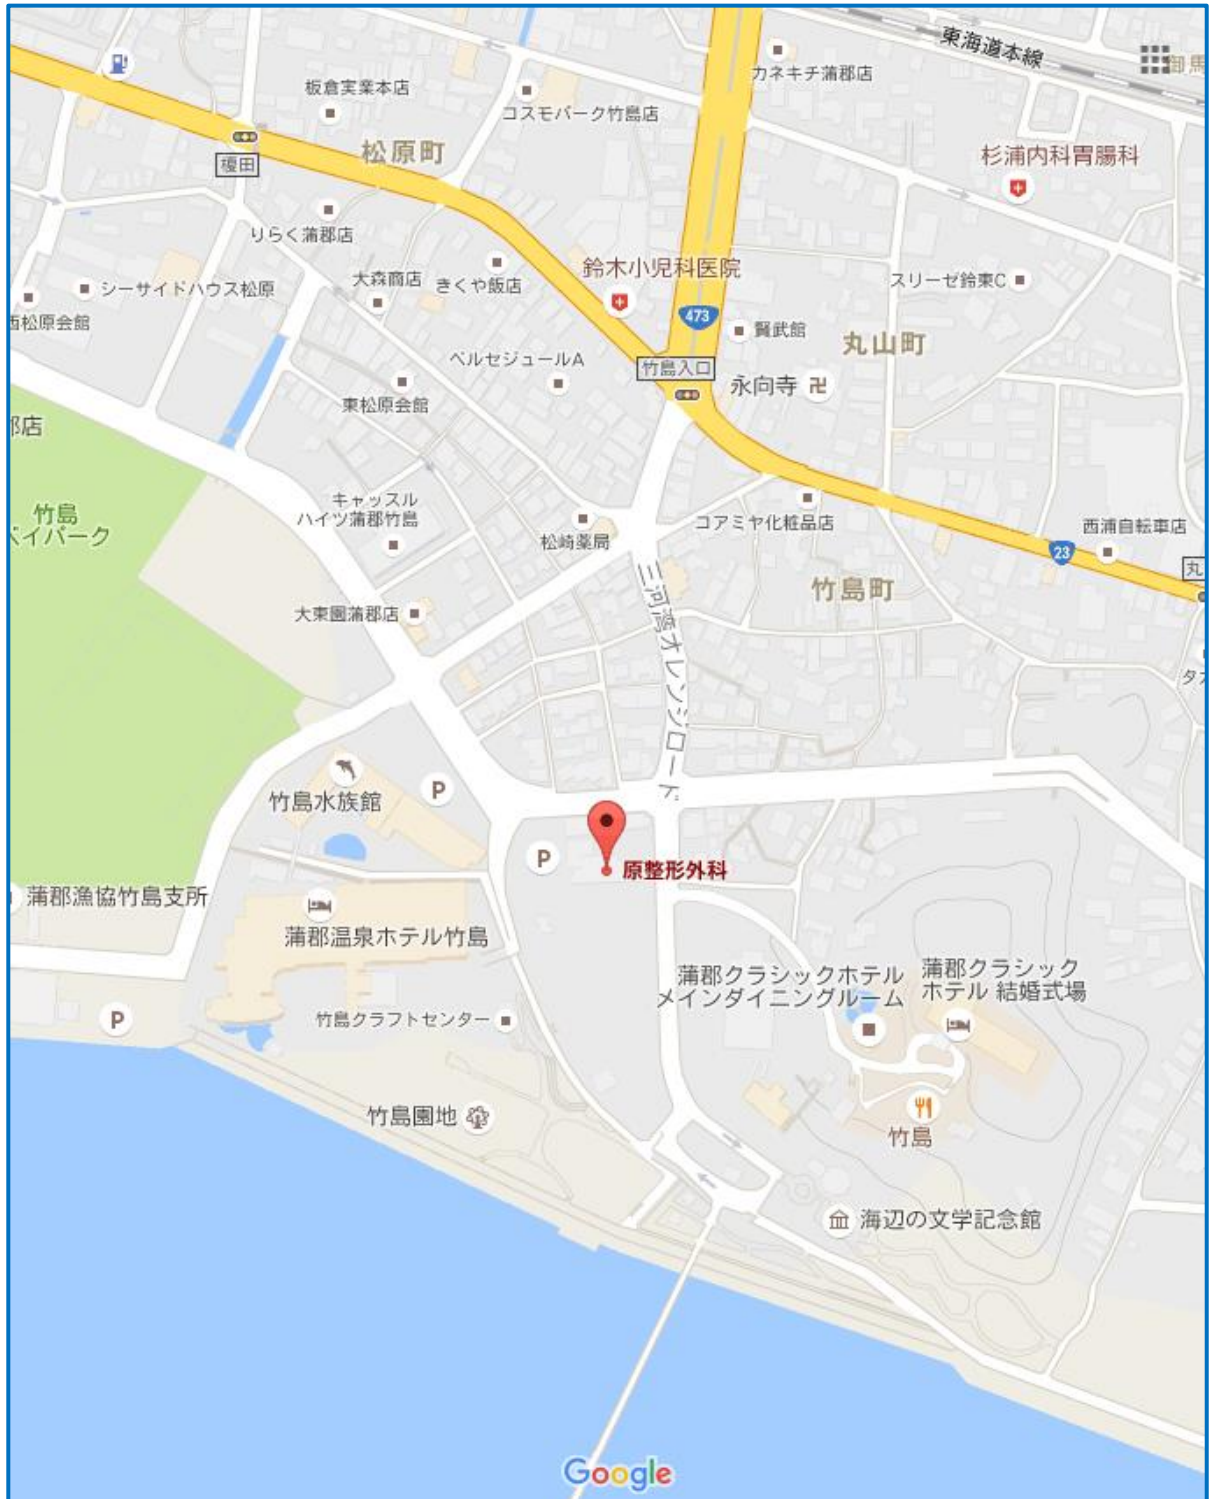 東海道本線
御馬
カネキチ蒲郡店
板倉実業本店
コスモパーク竹島店
松原町
榎田
杉浦内科胃腸科
りらく蒲郡店
鈴木小児科医院
大森商店
きくや飯店
スリーゼ鈴東C
シーサイドハウス松原
西松原会館
473
賢武館
丸山町
ベルセジュールA
竹島入口
永向寺
東松原会館
郡店
竹島
ベイパーク
キャッスル
ハイツ蒲郡竹島
松崎薬局
コアミヤ化粧品店
西浦自転車店
23
丸
三河湾オレンジロード
竹島町
大東園蒲郡店
タカ
竹島水族館
P
P
原整形外科
蒲郡漁協竹島支所
蒲郡温泉ホテル竹島
蒲郡クラシックホテル
メインダイニングルーム
蒲郡クラシック
ホテル 結婚式場
P
竹島クラフトセンター
竹島園地
竹島
海辺の文学記念館
Google